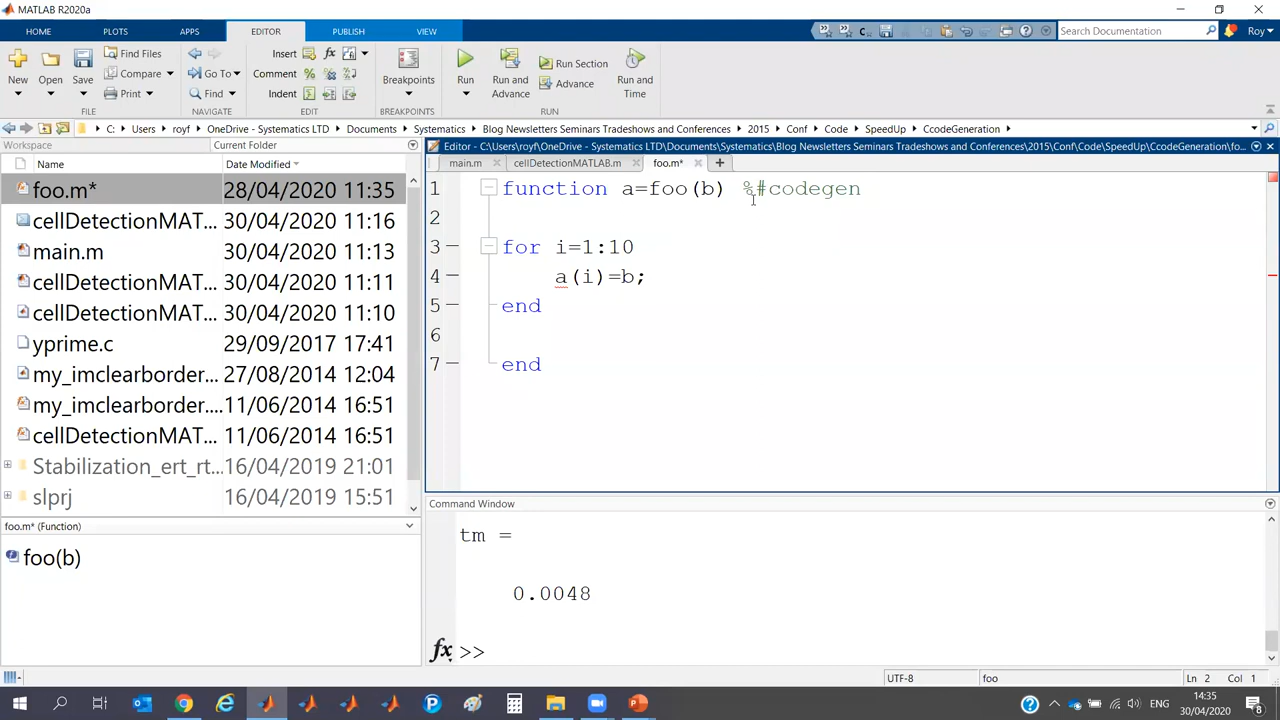 MATLAB R2020a
HOME PLOTS APPS EDITOR PUBLISH VIEW Search Documentation Roy
New Open Save Find Files Compare Print
Go To Find
Insert Comment Indent
Breakpoints
Run Run and Advance Run Section Advance Run and Time
FILE NAVIGATE EDIT BREAKPOINTS RUN
C: Users royf OneDrive - Systematics LTD Documents Systematics Blog Newsletters Seminars Tradeshows and Conferences 2015 Conf Code SpeedUp CcodeGeneration
Workspace Current Folder
Name Date Modified
foo.m* 28/04/2020 11:35
cellDetectionMAT... 30/04/2020 11:16
main.m 30/04/2020 11:13
cellDetectionMAT... 30/04/2020 11:11
cellDetectionMAT... 30/04/2020 11:10
yprime.c 29/09/2017 17:41
my_imclearborder... 27/08/2014 12:04
my_imclearborder... 11/06/2014 16:51
cellDetectionMAT... 11/06/2014 16:51
Stabilization_ert_rt... 16/04/2019 21:01
slprj 16/04/2019 15:51
foo.m* (Function)
foo(b)
Editor - C:\Users\royf\OneDrive - Systematics LTD\Documents\Systematics\Blog Newsletters Seminars Tradeshows and Conferences\2015\Conf\Code\SpeedUp\CcodeGeneration\fo...
main.m cellDetectionMATLAB.m foo.m*
1 function a=foo(b) %#codegen
2
3 for i=1:10
4 a(i)=b;
5 end
6
7 end
Command Window
tm =
0.0048
fx >>
UTF-8 foo Ln 2 Col 1
ENG 14:35
30/04/2020 8